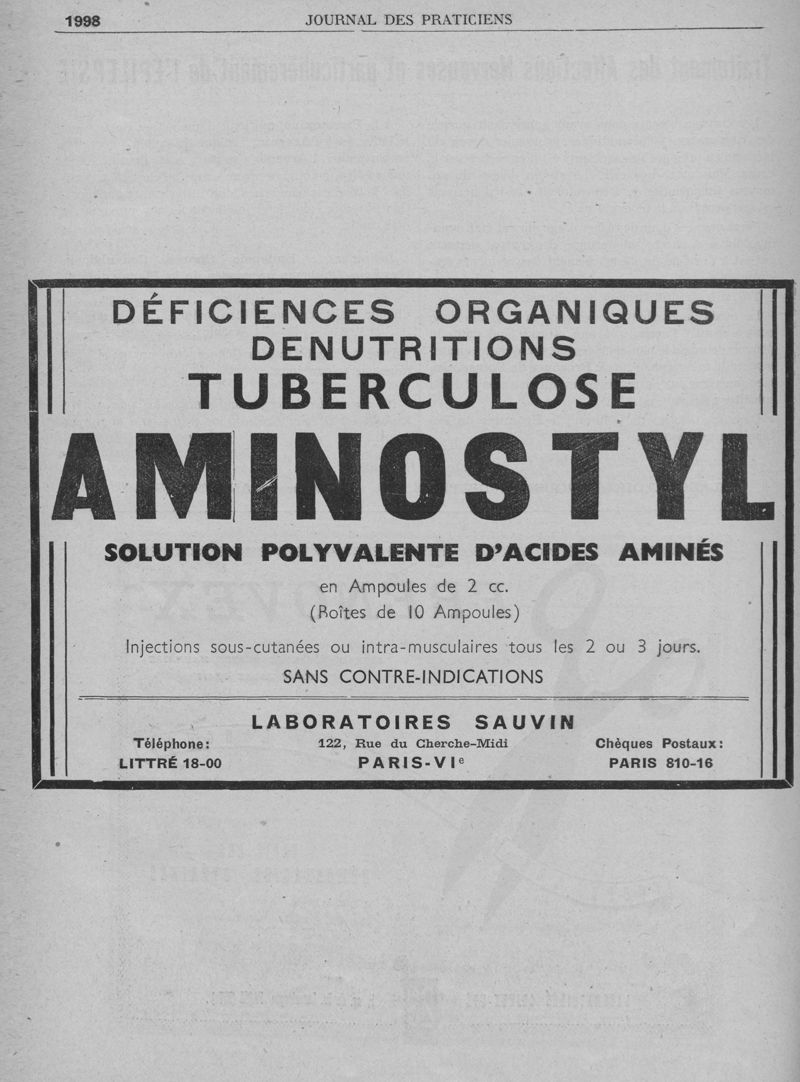 1998
JOURNAL DES PRATICIENS
DÉFICIENCES ORGANIQUES
DENUTRITIONS
TUBERCULOSE
AMINOSTYL
SOLUTION POLYVALENTE D'ACIDES AMINÉS
en Ampoules de 2 cc.
(Boîtes de 10 Ampoules)
Injections sous-cutanées ou intra-musculaires tous les 2 ou 3 jours.
SANS CONTRE-INDICATIONS
LABORATOIRES SAUVIN
Téléphone: 122, Rue du Cherche-Midi Chèques Postaux:
LITTRÉ 18-00 PARIS-VIe PARIS 810-16